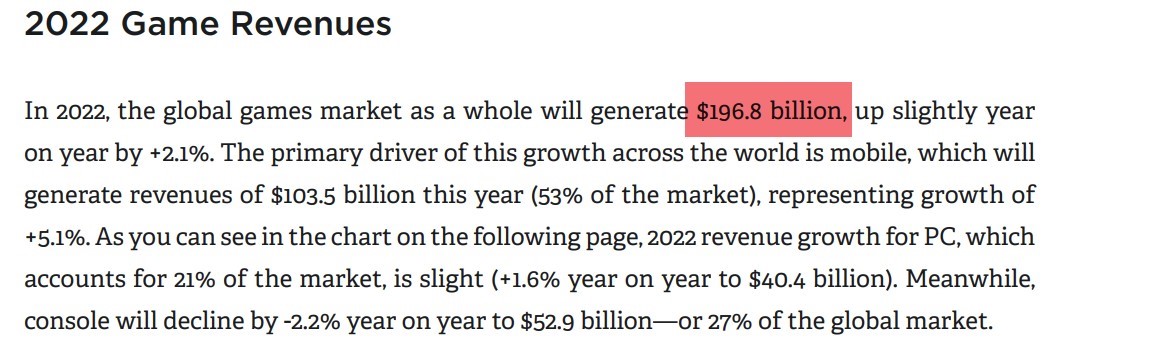 2022 Game Revenues
In 2022, the global games market as a whole will generate $196.8 billion, up slightly year
on year by +2.1%. The primary driver of this growth across the world is mobile, which will
generate revenues of $103.5 billion this year (53% of the market), representing growth of
+5.1%. As you can see in the chart on the following page, 2022 revenue growth for PC, which
accounts for 21% of the market, is slight (+1.6% year on year to $40.4 billion). Meanwhile,
console will decline by -2.2% year on year to $52.9 billion—or 27% of the global market.